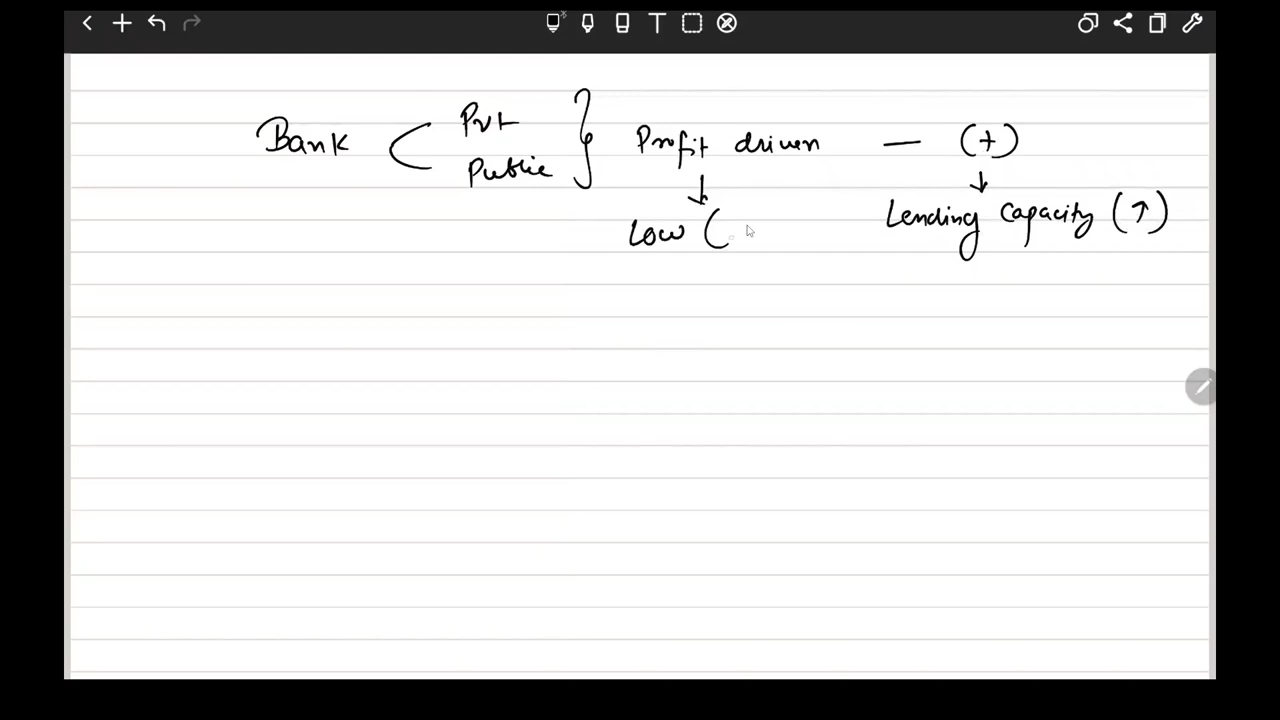 Bank Pvt Public } Profit driven — (+)
↓ ↓
Low ( Lending Capacity (↑)